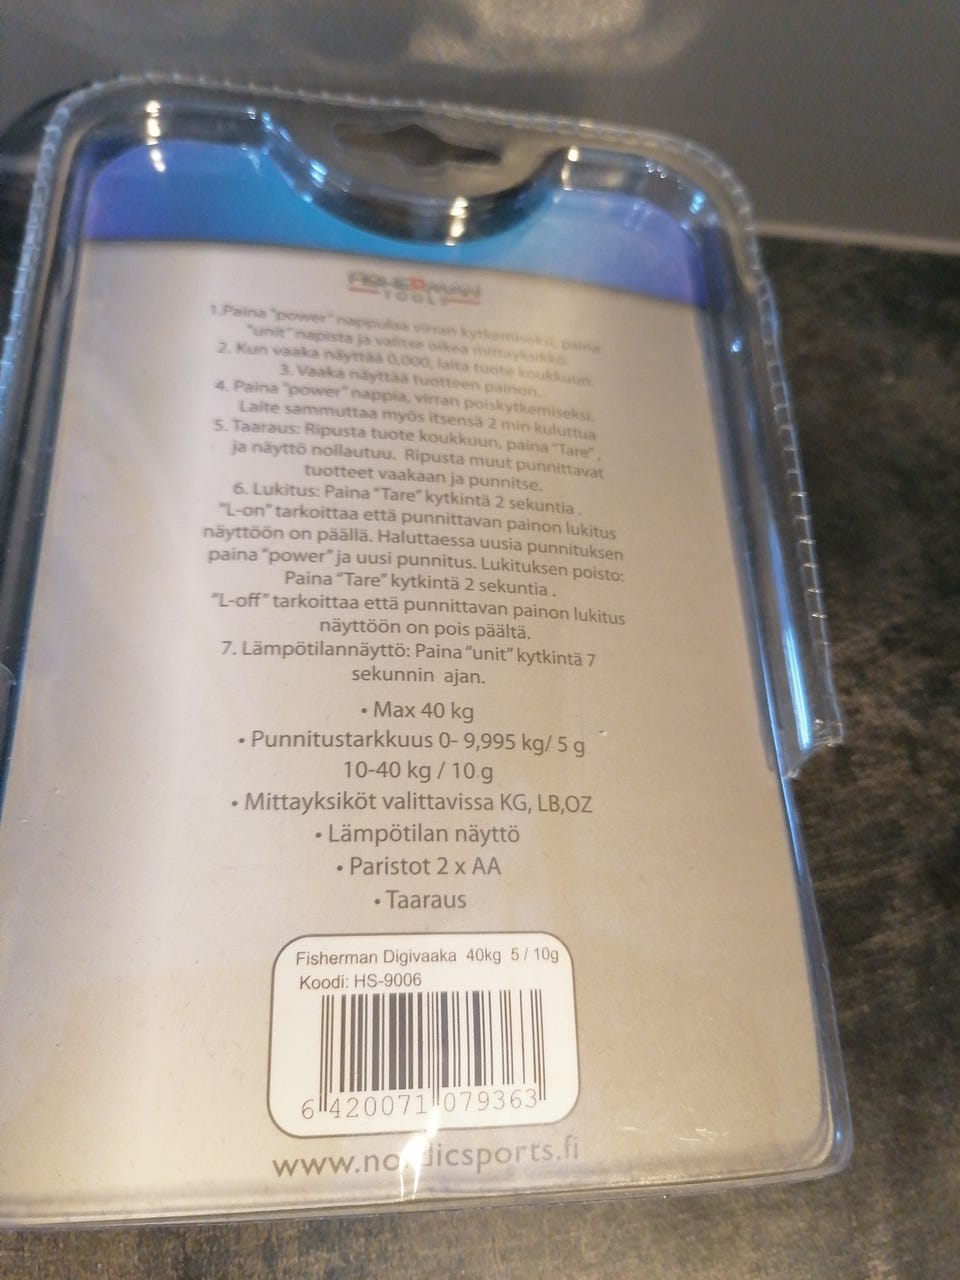 FISHERMAN
TOOLS
1.Paina "power" nappulaa virran kytkemiseksi, paina
"unit" napista ja valitse oikea mittayksikkö.
2. Kun vaaka näyttää 0.000, laita tuote koukkuun.
3. Vaaka näyttää tuotteen painon.
4. Paina "power" nappia, virran poiskytkemiseksi.
Laite sammuttaa myös itsensä 2 min kuluttua
5. Taaraus: Ripusta tuote koukkuun, paina "Tare" ,
ja näyttö nollautuu. Ripusta muut punnittavat
tuotteet vaakaan ja punnitse.
6. Lukitus: Paina "Tare" kytkintä 2 sekuntia .
"L-on" tarkoittaa että punnittavan painon lukitus
näyttöön on päällä. Haluttaessa uusia punnituksen
paina "power" ja uusi punnitus. Lukituksen poisto:
Paina "Tare" kytkintä 2 sekuntia .
"L-off" tarkoittaa että punnittavan painon lukitus
näyttöön on pois päältä.
7. Lämpötilannäyttö: Paina "unit" kytkintä 7
sekunnin ajan.
• Max 40 kg
• Punnitustarkkuus 0- 9,995 kg/ 5 g
10-40 kg / 10 g
• Mittayksiköt valittavissa KG, LB,OZ
• Lämpötilan näyttö
• Paristot 2 x AA
• Taaraus
Fisherman Digivaaka 40kg 5 / 10g
Koodi: HS-9006
6 420071 079363
www.nordicsports.fi